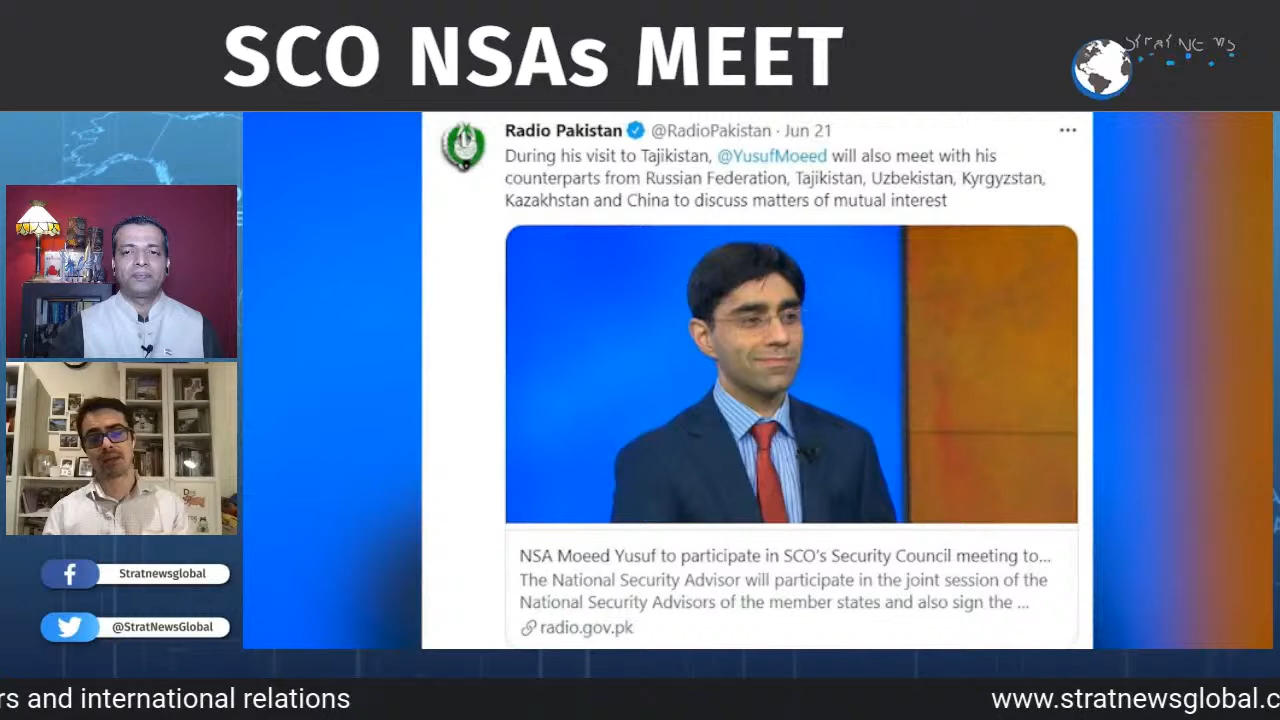 SCO NSAs MEET
Strat NEWS
Radio Pakistan @RadioPakistan · Jun 21
During his visit to Tajikistan, @YusufMoeed will also meet with his
counterparts from Russian Federation, Tajikistan, Uzbekistan, Kyrgyzstan,
Kazakhstan and China to discuss matters of mutual interest
NSA Moeed Yusuf to participate in SCO's Security Council meeting to...
The National Security Advisor will participate in the joint session of the
National Security Advisors of the member states and also sign the ...
radio.gov.pk
Stratnewsglobal
@StratNewsGlobal
rs and international relations
www.stratnewsglobal.c